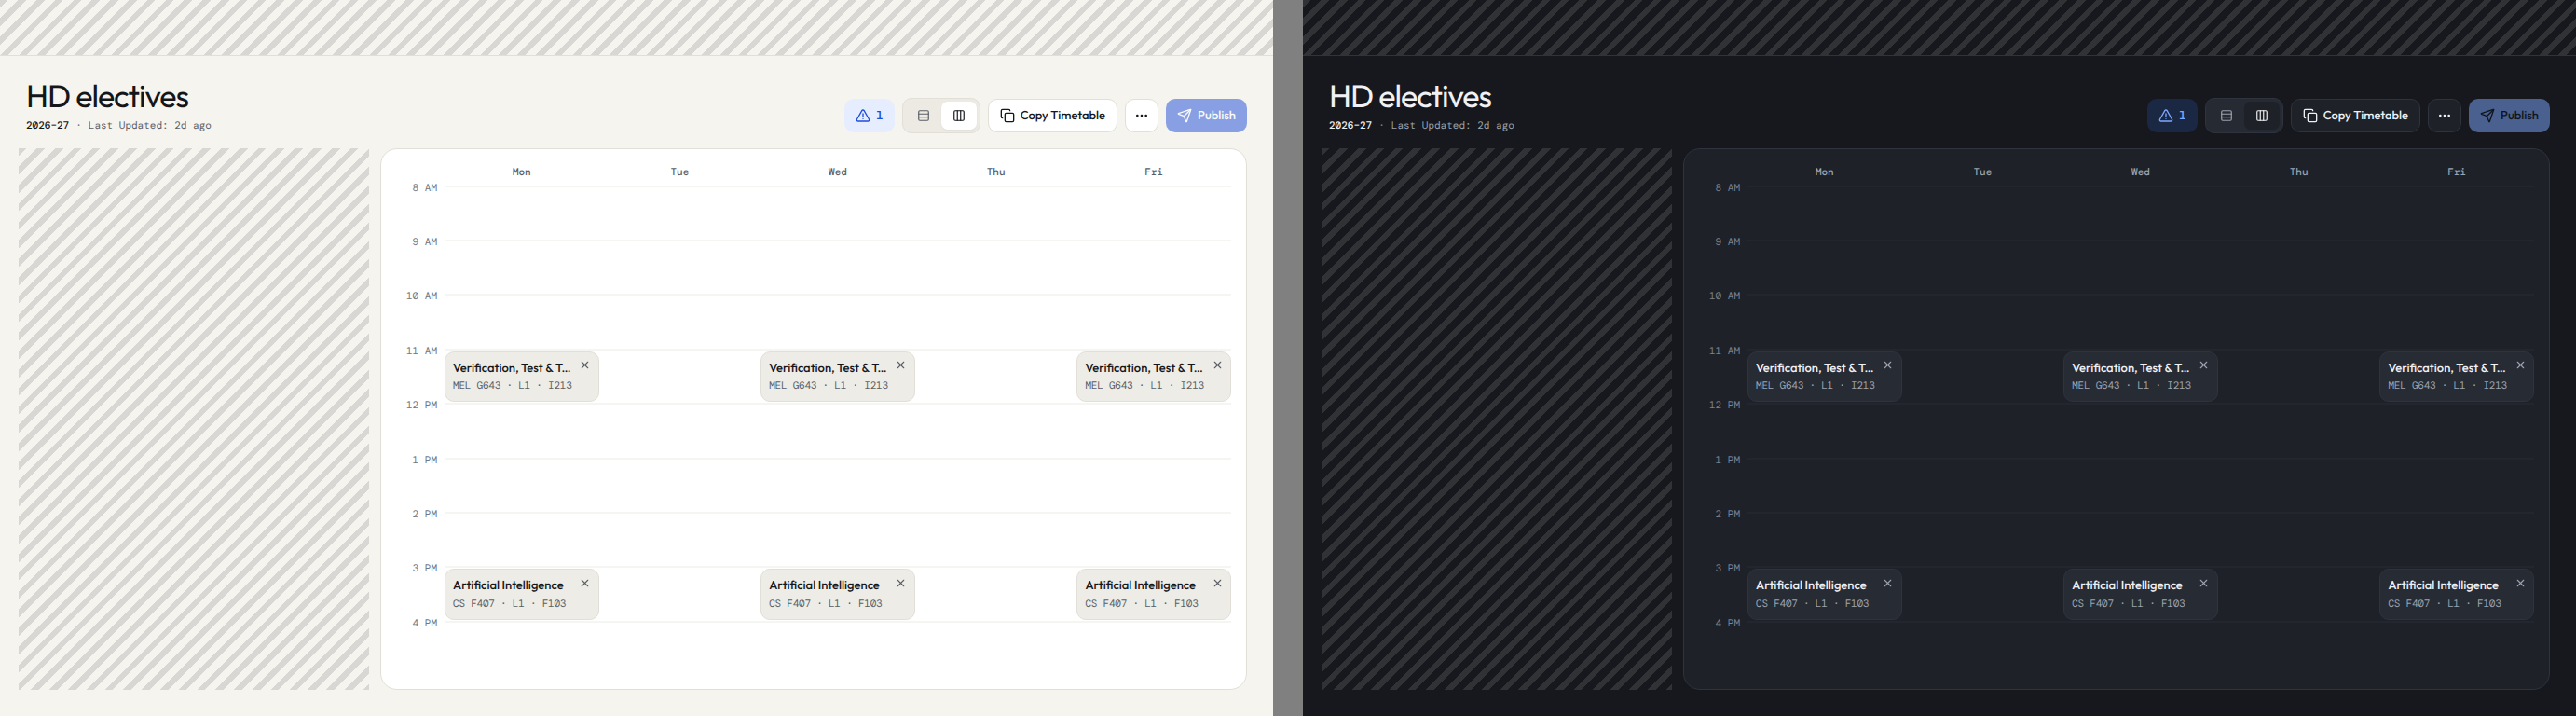 HD electives
2026-27 · Last Updated: 2d ago
1
Copy Timetable
Publish
Mon Tue Wed Thu Fri
8 AM
9 AM
10 AM
11 AM
Verification, Test & T... Verification, Test & T... Verification, Test & T...
MEL G643 · L1 · I213 MEL G643 · L1 · I213 MEL G643 · L1 · I213
12 PM
1 PM
2 PM
3 PM
Artificial Intelligence Artificial Intelligence Artificial Intelligence
CS F407 · L1 · F103 CS F407 · L1 · F103 CS F407 · L1 · F103
4 PM
HD electives
2026-27 · Last Updated: 2d ago
1
Copy Timetable
Publish
Mon Tue Wed Thu Fri
8 AM
9 AM
10 AM
11 AM
Verification, Test & T... Verification, Test & T... Verification, Test & T...
MEL G643 · L1 · I213 MEL G643 · L1 · I213 MEL G643 · L1 · I213
12 PM
1 PM
2 PM
3 PM
Artificial Intelligence Artificial Intelligence Artificial Intelligence
CS F407 · L1 · F103 CS F407 · L1 · F103 CS F407 · L1 · F103
4 PM